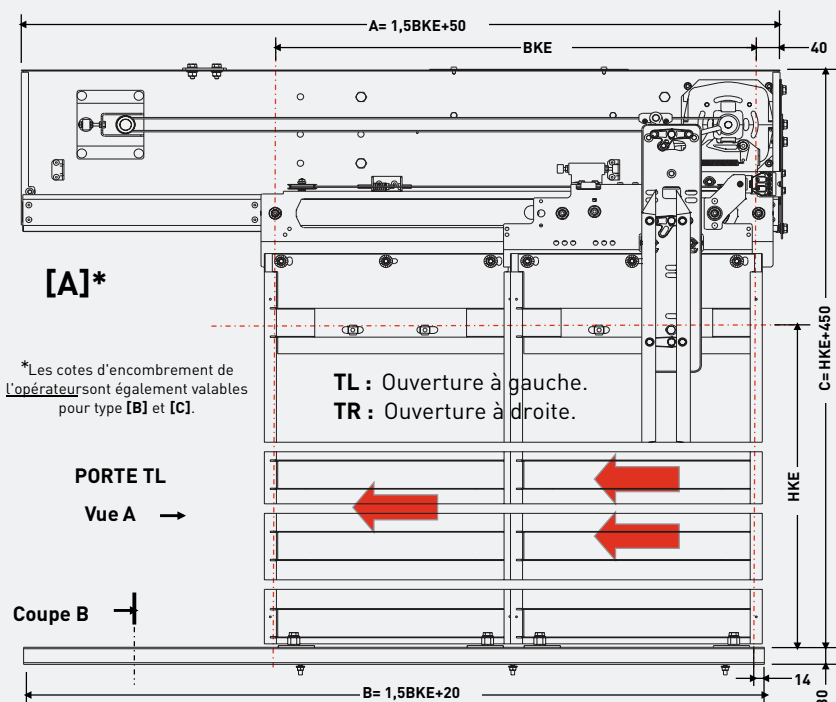 A= 1,5BKE+50
BKE
40
[A]*
*Les cotes d'encombrement de
l'opérateursont également valables
pour type [B] et [C].
TL : Ouverture à gauche.
TR : Ouverture à droite.
C= HKE+450
HKE
PORTE TL
Vue A
Coupe B
14
B= 1,5BKE+20